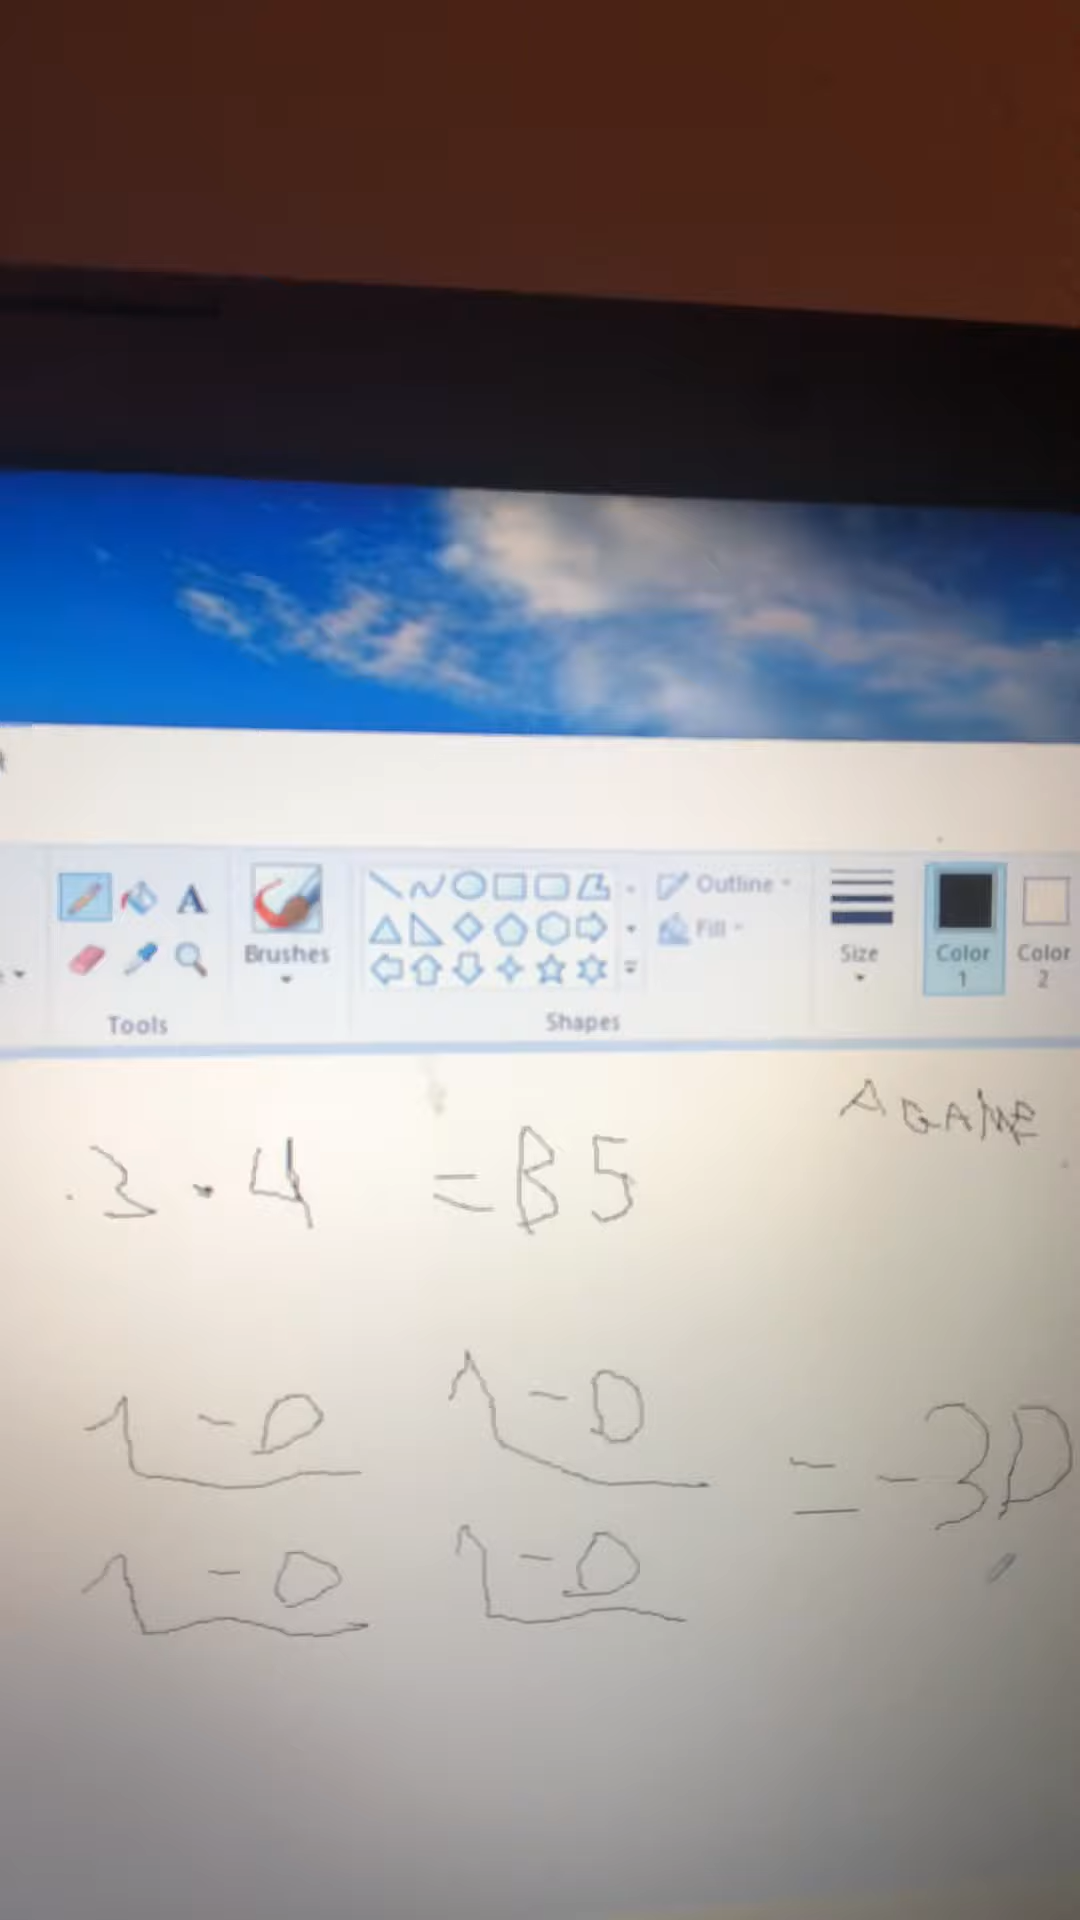 Outline
Fill
Brushes
Size
Color 1
Color 2
Tools
Shapes
A GAME
.3 . 4 = B5
1-0 1-0
= -3D
1-0 1-0